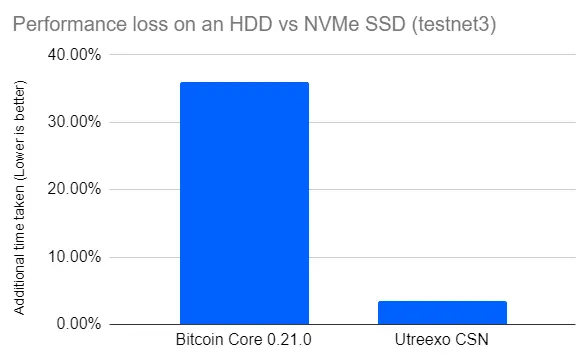 Performance loss on an HDD vs NVMe SSD (testnet3)
Additional time taken (Lower is better)
40.00%
30.00%
20.00%
10.00%
0.00%
Bitcoin Core 0.21.0
Utreexo CSN